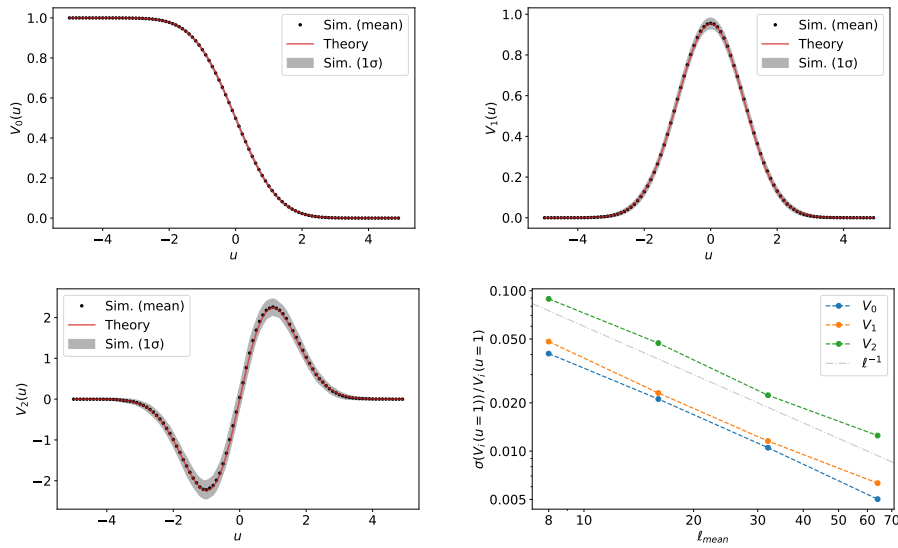 1.0
0.8
0.6
0.4
0.2
0.0
V₀(u)
−4 −2 0 2 4
u
Sim. (mean)
Theory
Sim. (1σ)
1.0
0.8
0.6
0.4
0.2
0.0
V₁(u)
−4 −2 0 2 4
u
Sim. (mean)
Theory
Sim. (1σ)
2
1
0
−1
−2
V₂(u)
−4 −2 0 2 4
u
Sim. (mean)
Theory
Sim. (1σ)
0.100
0.050
0.020
0.010
0.005
σ(Vᵢ(u = 1)) / Vᵢ(u = 1)
8 10 20 30 40 50 60 70
ℓmean
V₀
V₁
V₂
ℓ⁻¹